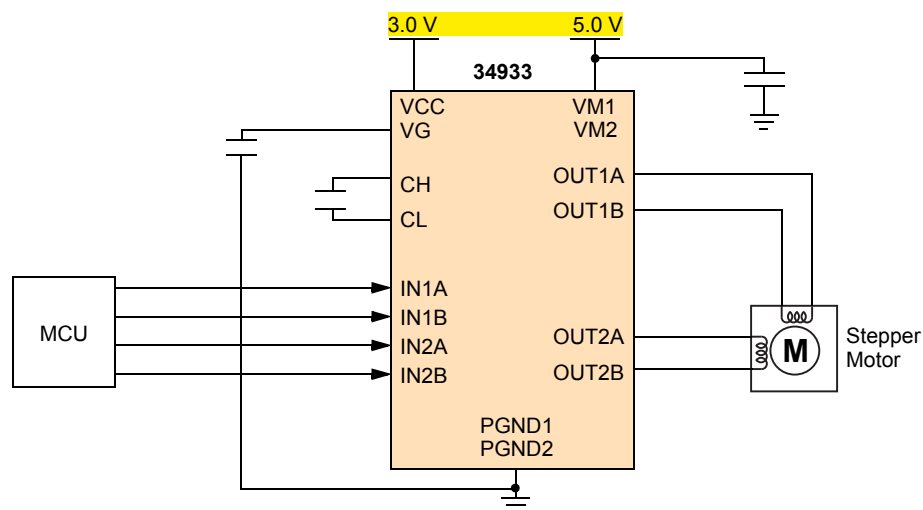 3.0 V
5.0 V
34933
VCC
VM1
VG
VM2
CH
OUT1A
CL
OUT1B
IN1A
IN1B
IN2A
IN2B
MCU
OUT2A
OUT2B
M
Stepper
Motor
PGND1
PGND2